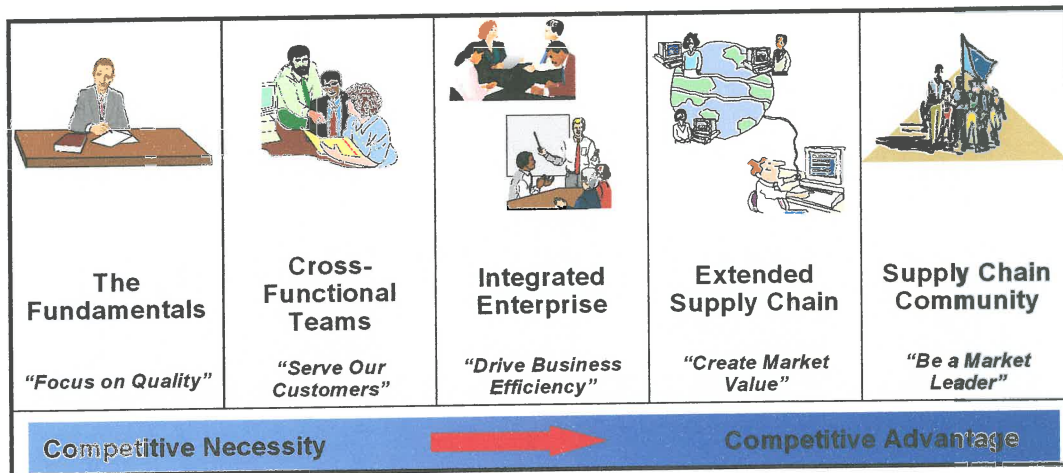 The
Fundamentals
“Focus on Quality”
Cross-
Functional
Teams
“Serve Our
Customers”
Integrated
Enterprise
“Drive Business
Efficiency”
Extended
Supply Chain
“Create Market
Value”
Supply Chain
Community
“Be a Market
Leader”
Competitive Necessity
Competitive Advantage